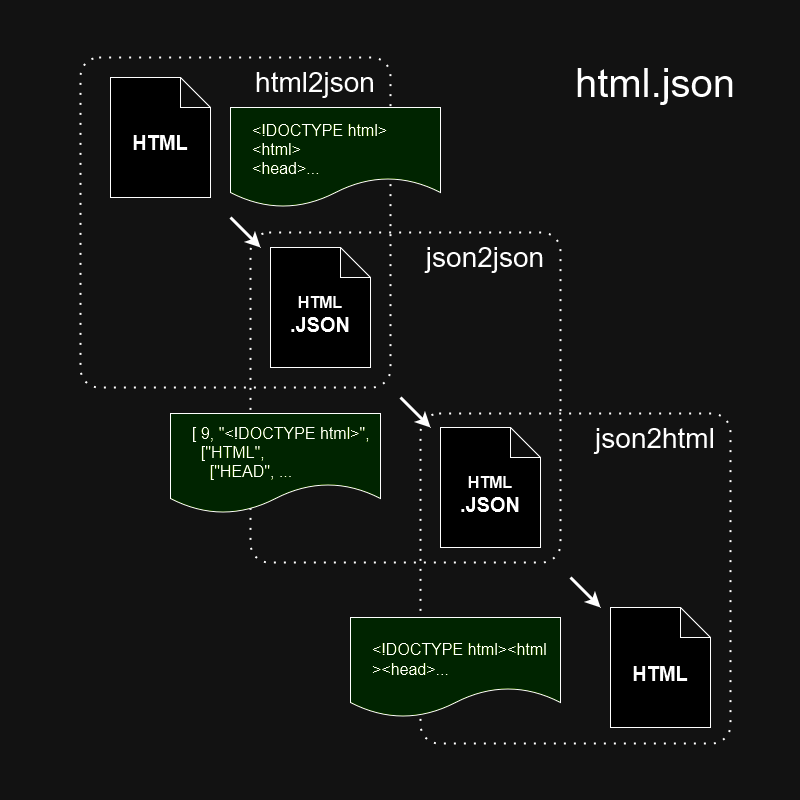 html2json
html.json
HTML
<!DOCTYPE html>
<html>
<head>...
json2json
HTML
.JSON
[ 9, "<!DOCTYPE html>",
["HTML",
["HEAD", ...
json2html
HTML
.JSON
<!DOCTYPE html><html
><head>...
HTML